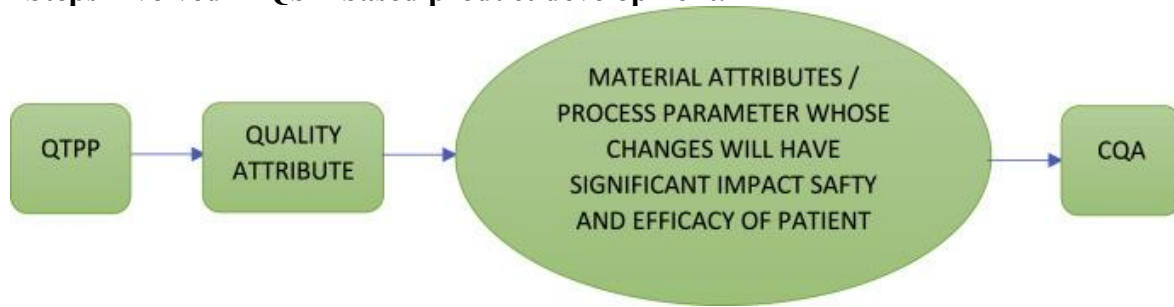 QTPP
QUALITY
ATTRIBUTE
MATERIAL ATTRIBUTES /
PROCESS PARAMETER WHOSE
CHANGES WILL HAVE
SIGNIFICANT IMPACT SAFTY
AND EFFICACY OF PATIENT
CQA